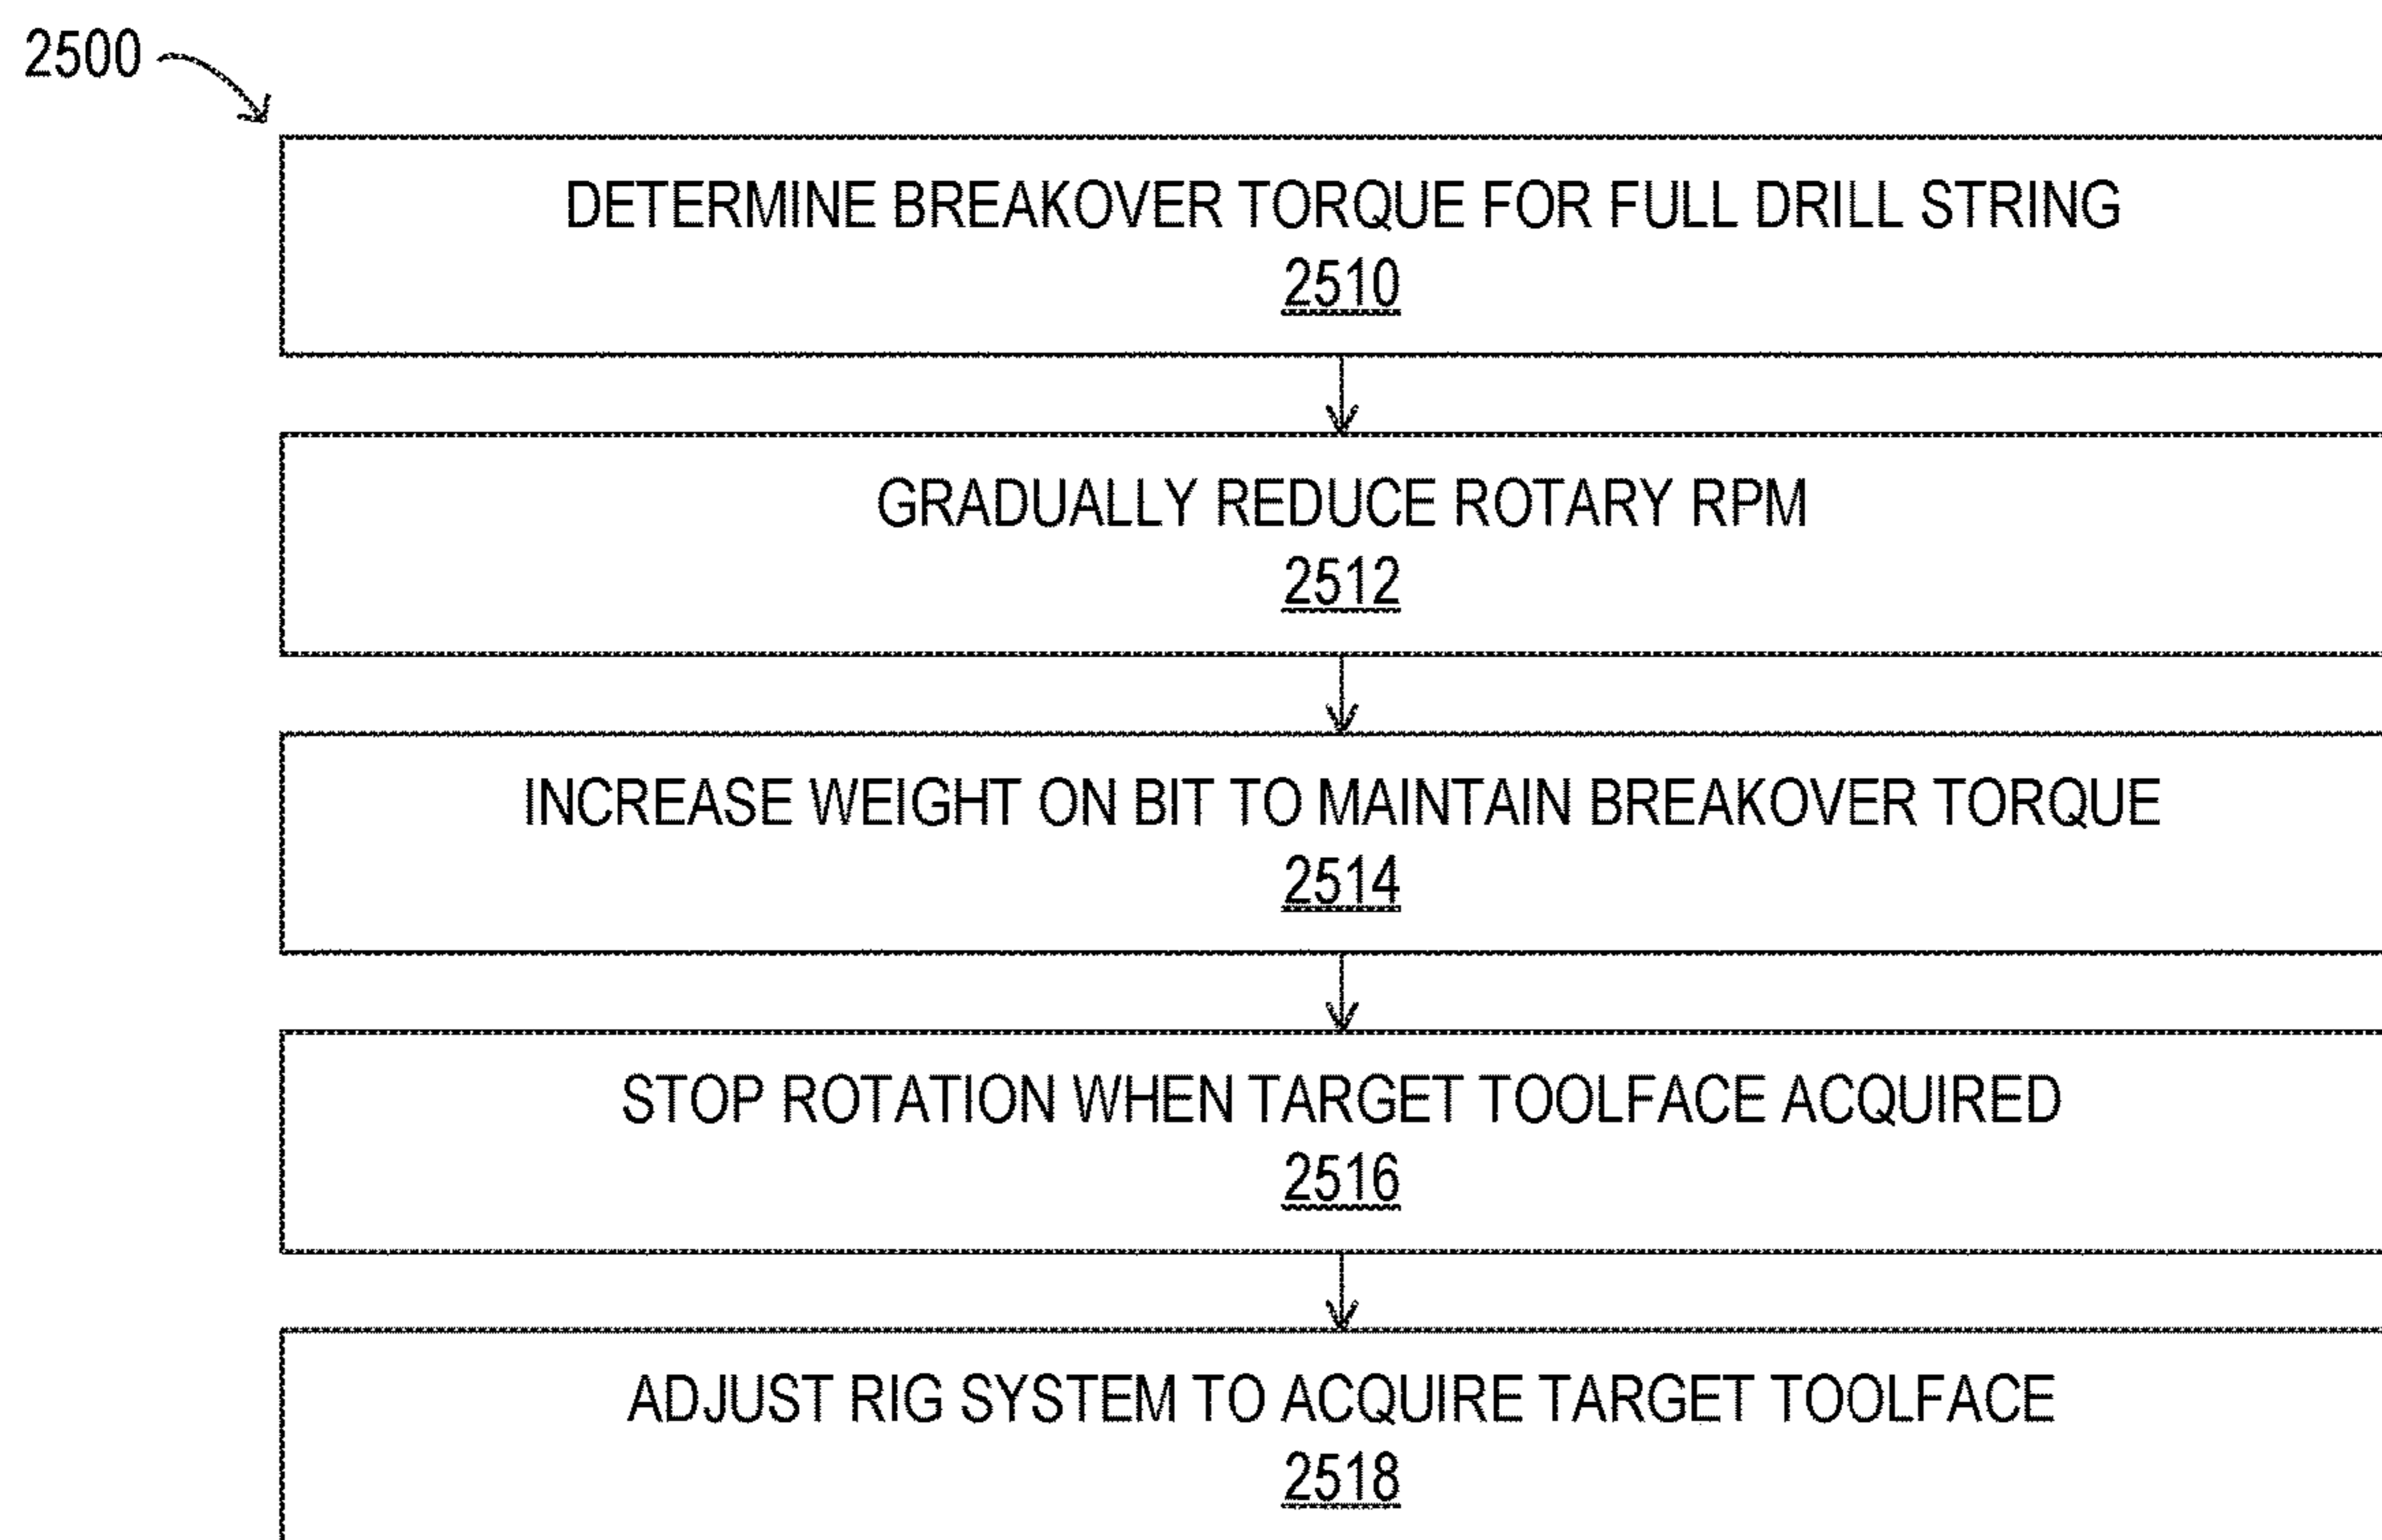 2500
DETERMINE BREAKOVER TORQUE FOR FULL DRILL STRING
2510
GRADUALLY REDUCE ROTARY RPM
2512
INCREASE WEIGHT ON BIT TO MAINTAIN BREAKOVER TORQUE
2514
STOP ROTATION WHEN TARGET TOOLFACE ACQUIRED
2516
ADJUST RIG SYSTEM TO ACQUIRE TARGET TOOLFACE
2518